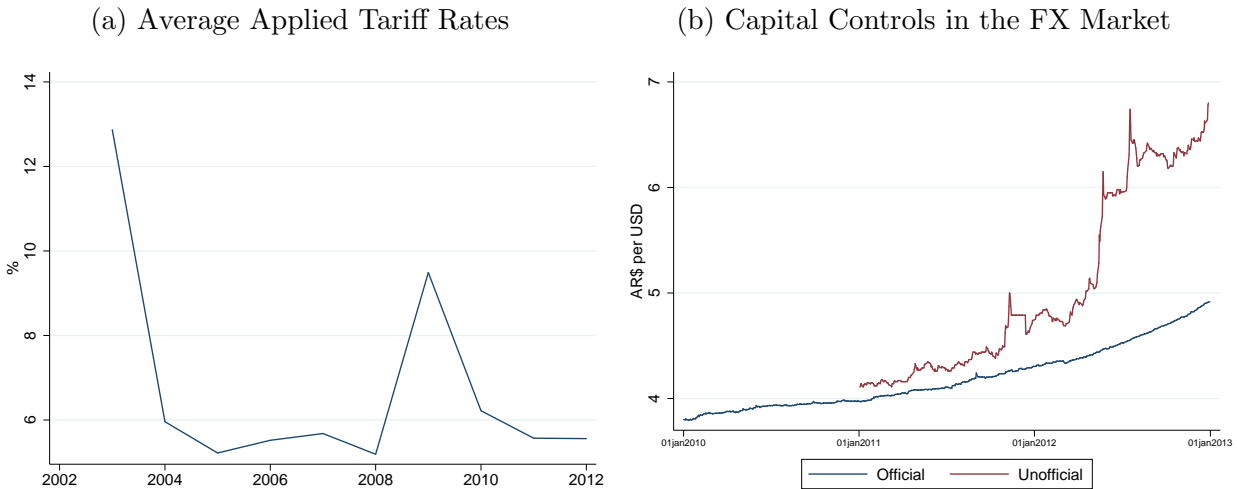 (a) Average Applied Tariff Rates
14
12
10
8
6
%
2002 2004 2006 2008 2010 2012
(b) Capital Controls in the FX Market
7
6
5
4
AR$ per USD
01jan2010 01jan2011 01jan2012 01jan2013
Official Unofficial